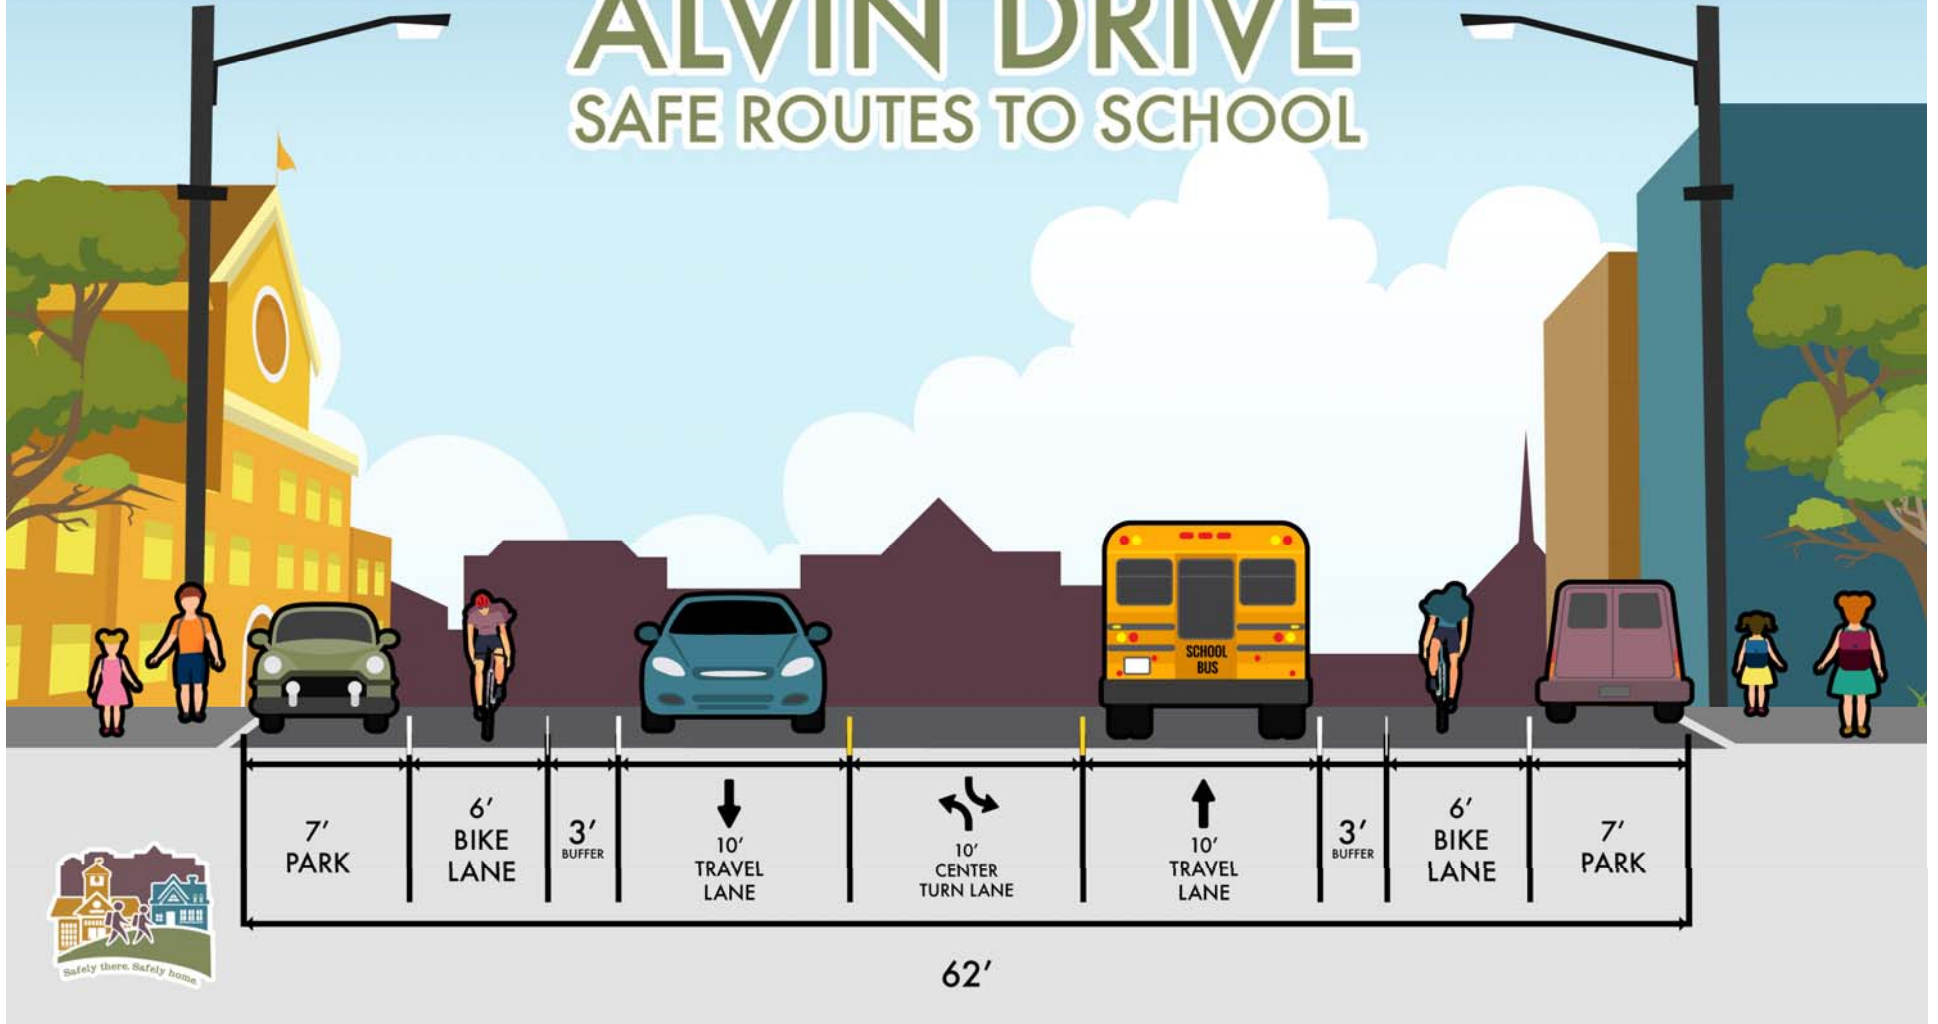 ALVIN DRIVE
SAFE ROUTES TO SCHOOL
SCHOOL
BUS
7'
PARK
6'
BIKE
LANE
3'
BUFFER
10'
TRAVEL
LANE
10'
CENTER
TURN LANE
10'
TRAVEL
LANE
3'
BUFFER
6'
BIKE
LANE
7'
PARK
62'
Safely there. Safely home.